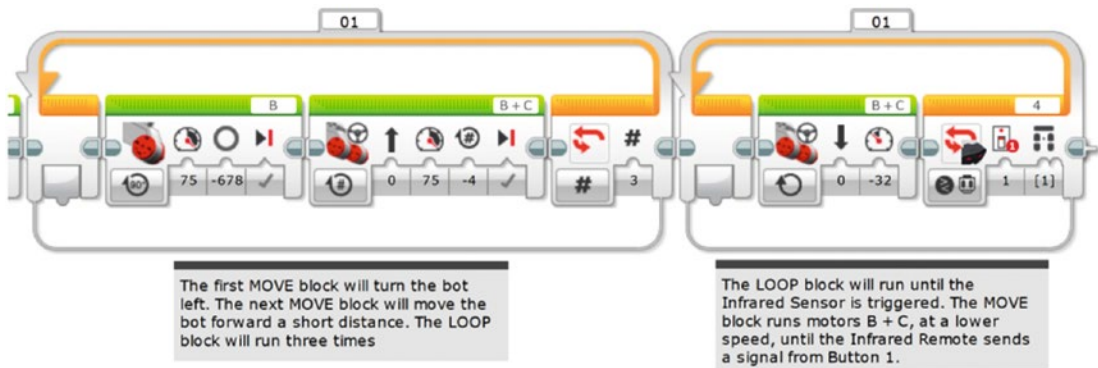 01
01
B
B + C
B + C
4
#
#
90°
75
-678
#
0
75
-4
#
3
0
-32
1
1
[1]
The first MOVE block will turn the bot
left. The next MOVE block will move the
bot forward a short distance. The LOOP
block will run three times
The LOOP block will run until the
Infrared Sensor is triggered. The MOVE
block runs motors B + C, at a lower
speed, until the Infrared Remote sends
a signal from Button 1.